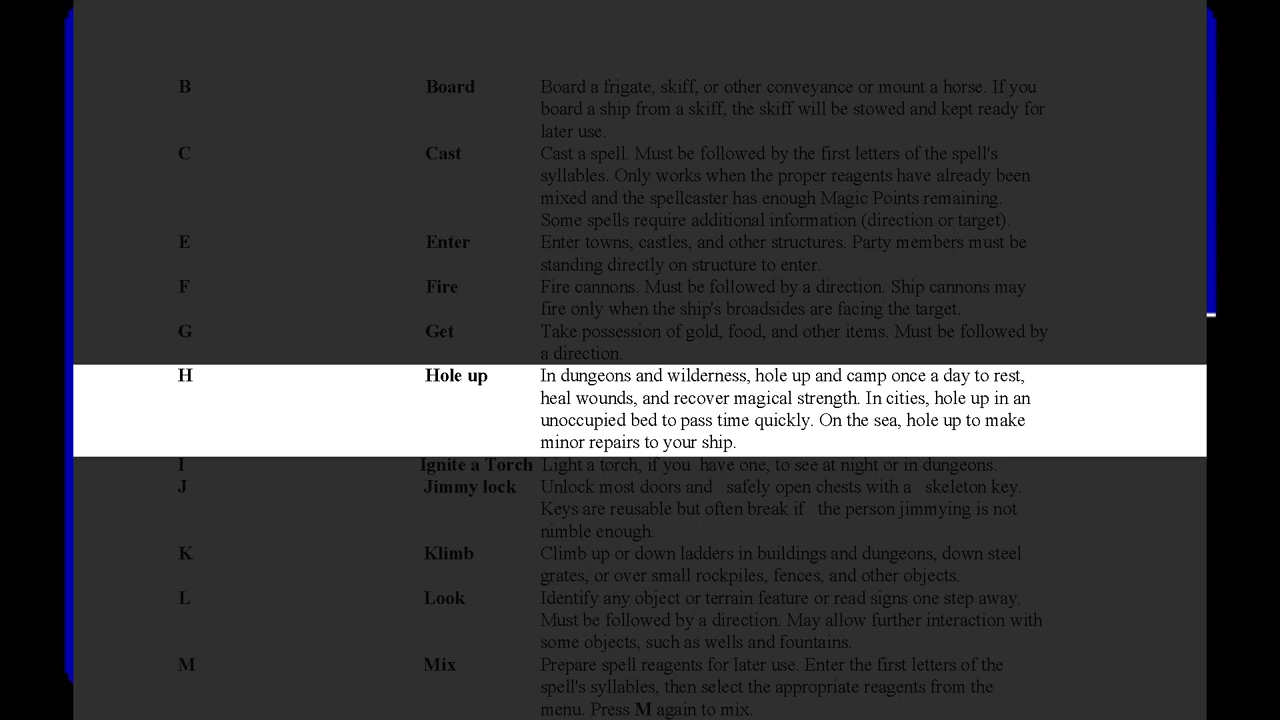 B Board Board a frigate, skiff, or other conveyance or mount a horse. If you
board a ship from a skiff, the skiff will be stowed and kept ready for
later use.
C Cast Cast a spell. Must be followed by the first letters of the spell's
syllables. Only works when the proper reagents have already been
mixed and the spellcaster has enough Magic Points remaining.
Some spells require additional information (direction or target).
E Enter Enter towns, castles, and other structures. Party members must be
standing directly on structure to enter.
F Fire Fire cannons. Must be followed by a direction. Ship cannons may
fire only when the ship's broadsides are facing the target.
G Get Take possession of gold, food, and other items. Must be followed by
a direction.
H Hole up In dungeons and wilderness, hole up and camp once a day to rest,
heal wounds, and recover magical strength. In cities, hole up in an
unoccupied bed to pass time quickly. On the sea, hole up to make
minor repairs to your ship.
I Ignite a Torch Light a torch, if you have one, to see at night or in dungeons.
J Jimmy lock Unlock most doors and safely open chests with a skeleton key.
Keys are reusable but often break if the person jimmying is not
nimble enough.
K Klimb Climb up or down ladders in buildings and dungeons, down steel
grates, or over small rockpiles, fences, and other objects.
L Look Identify any object or terrain feature or read signs one step away.
Must be followed by a direction. May allow further interaction with
some objects, such as wells and fountains.
M Mix Prepare spell reagents for later use. Enter the first letters of the
spell's syllables, then select the appropriate reagents from the
menu. Press M again to mix.